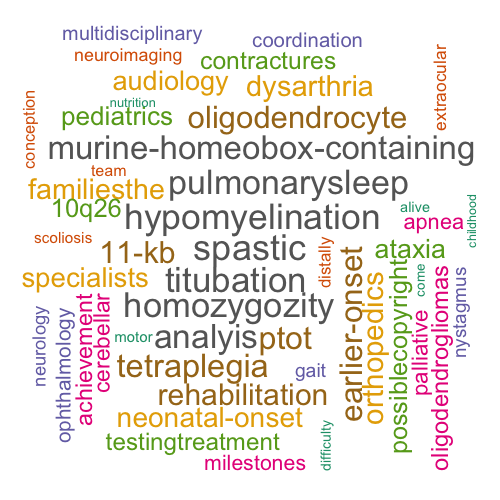 multidisciplinary
coordination
neuroimaging
contractures
extraocular
audiology
dysarthria
nutrition
conception
pediatrics
oligodendrocyte
murine-homeobox-containing
team
familiesthe
pulmonarysleep
10q26
hypomyelination
alive
apnea
childhood
scoliosis
11-kb
spastic
distally
ataxia
specialists
titubation
come
nystagmus
homozygozity
earlier-onset
orthopedics
possiblecopyright
palliative
oligodendrogliomas
neurology
ophthalmology
achievement
cerebellar
motor
analyis
ptot
tetraplegia
gait
rehabilitation
neonatal-onset
testingtreatment
difficulty
milestones